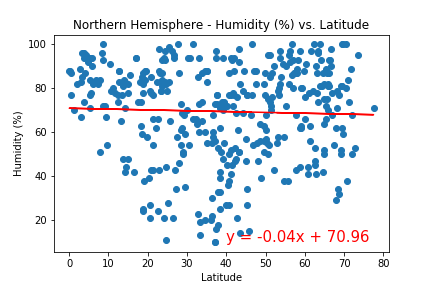 Northern Hemisphere - Humidity (%) vs. Latitude
100
80
60
40
20
Humidity (%)
y = -0.04x + 70.96
0 10 20 30 40 50 60 70 80
Latitude